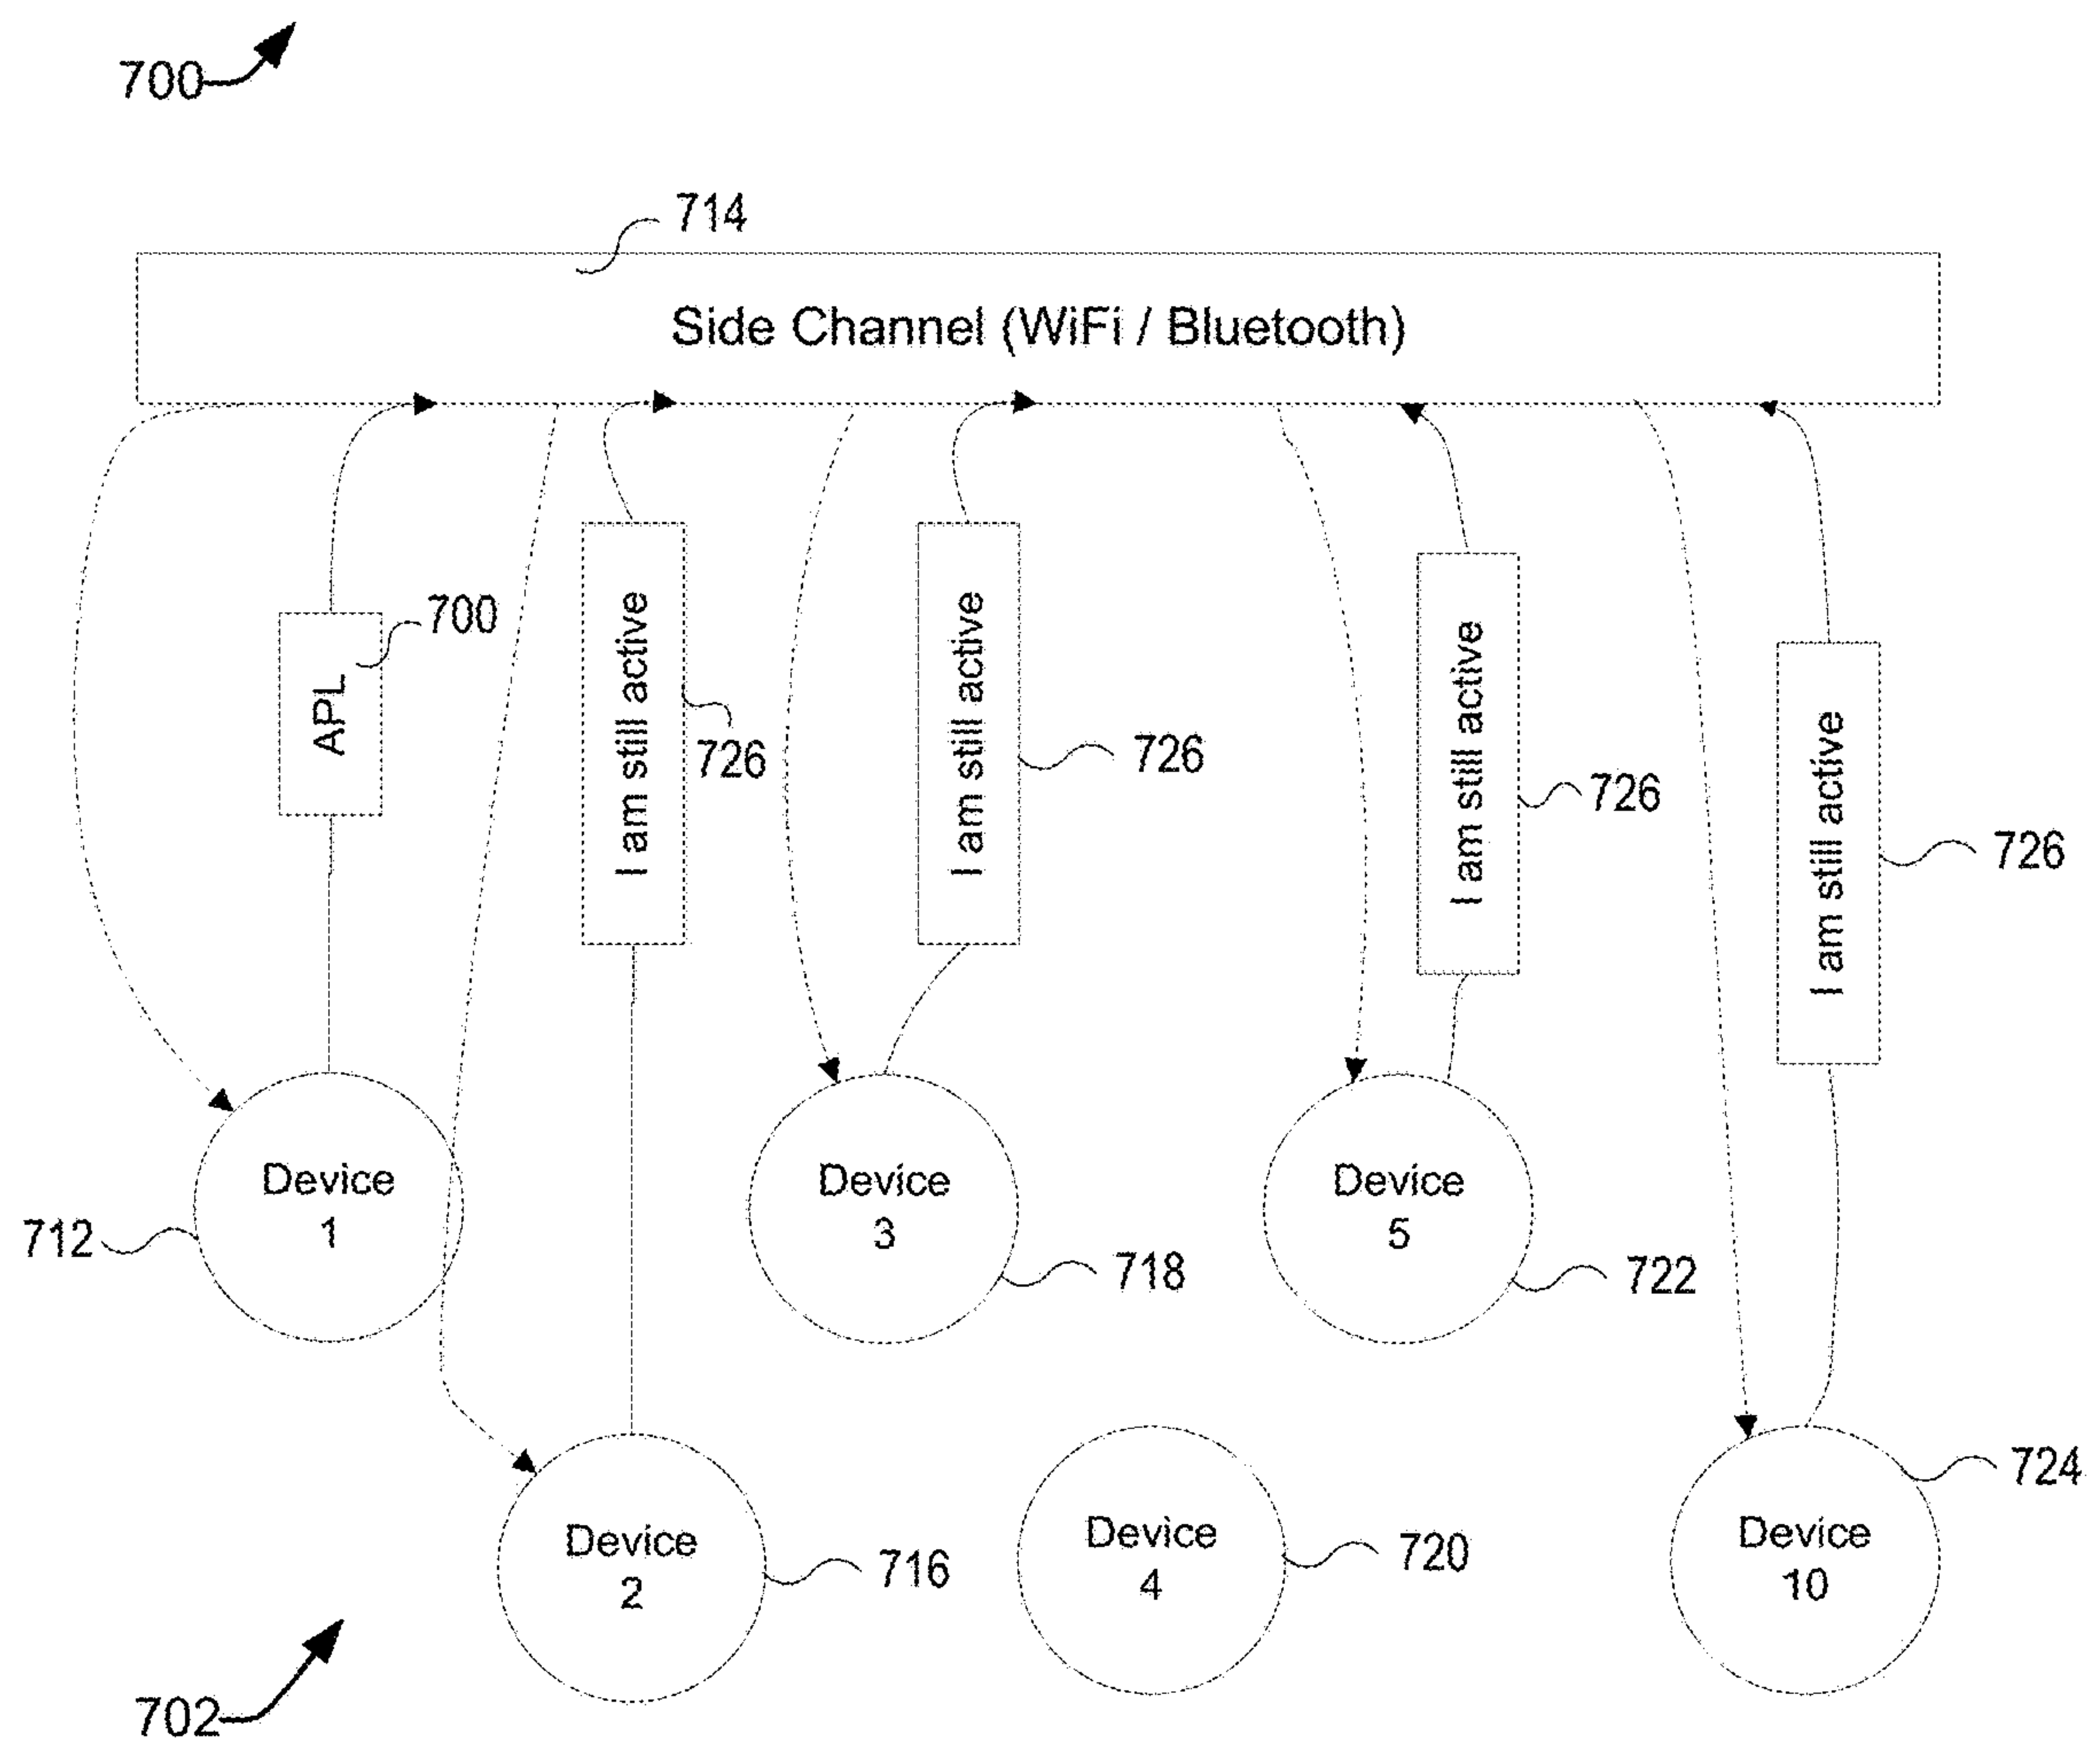 700
714
Side Channel (WiFi / Bluetooth)
APL
700
I am still active
726
I am still active
726
I am still active
726
I am still active
726
Device
1
712
Device
3
718
Device
5
722
Device
2
716
Device
4
720
Device
10
724
702